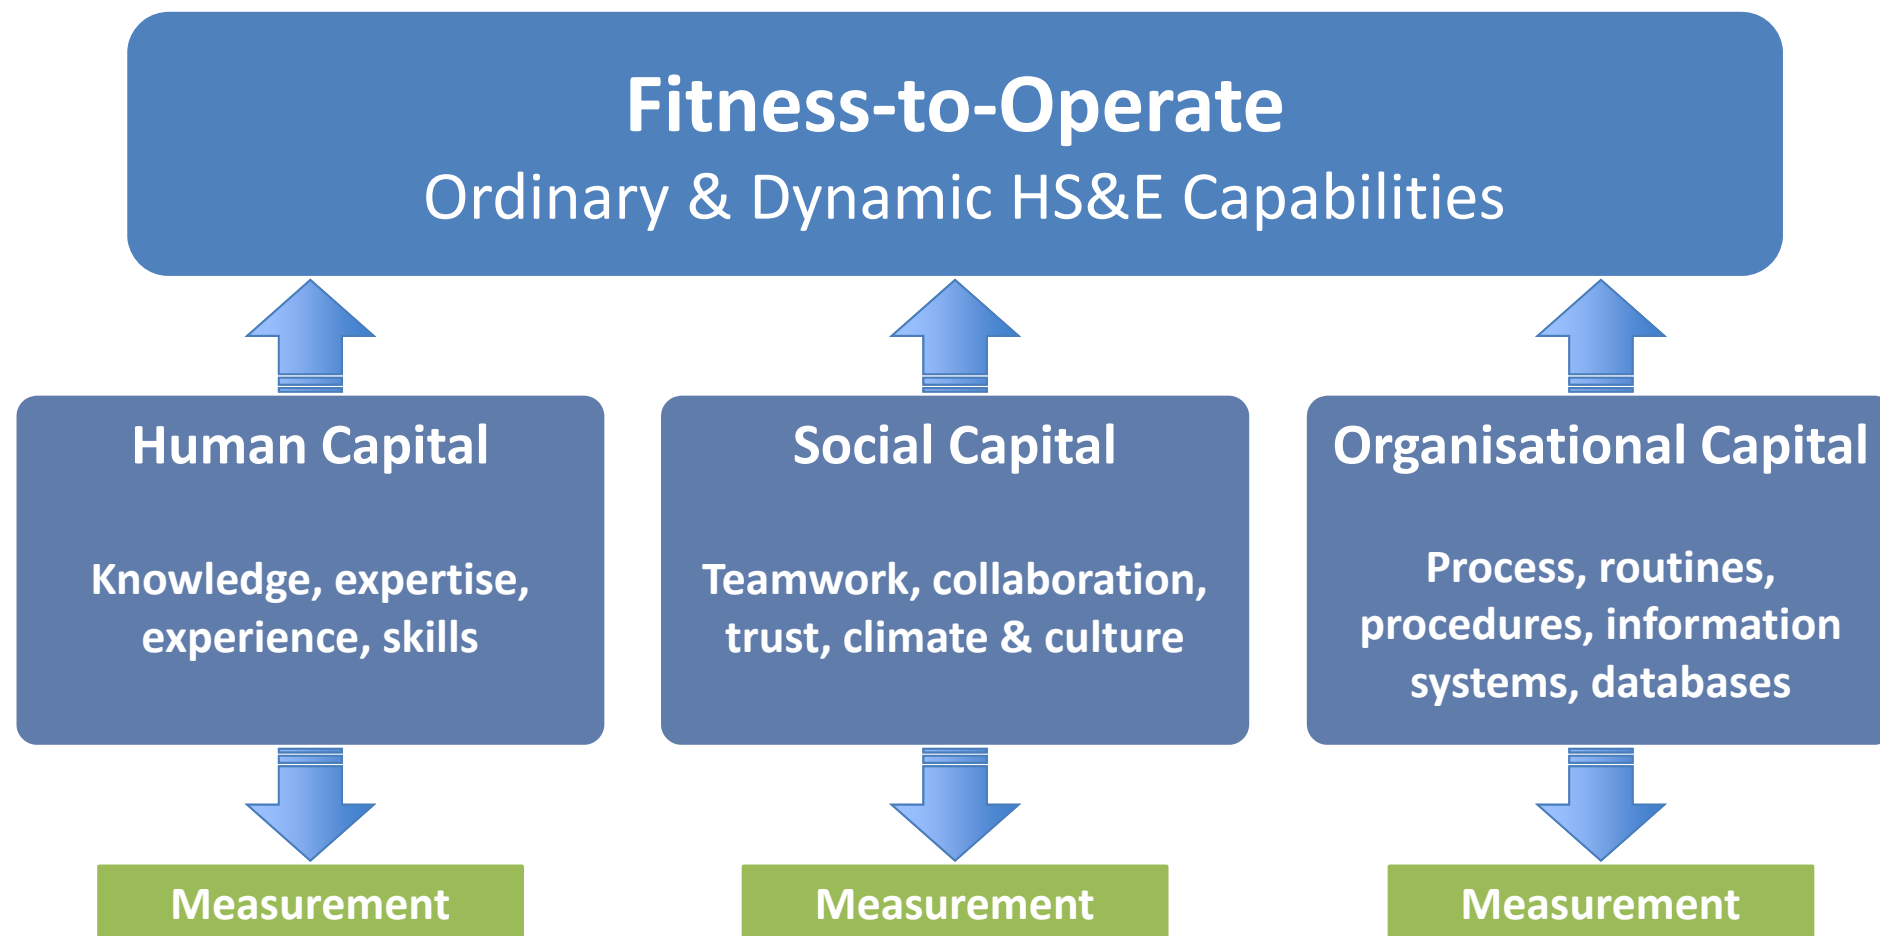 Fitness-to-Operate
Ordinary & Dynamic HS&E Capabilities
Human Capital
Knowledge, expertise,
experience, skills
Social Capital
Teamwork, collaboration,
trust, climate & culture
Organisational Capital
Process, routines,
procedures, information
systems, databases
Measurement
Measurement
Measurement